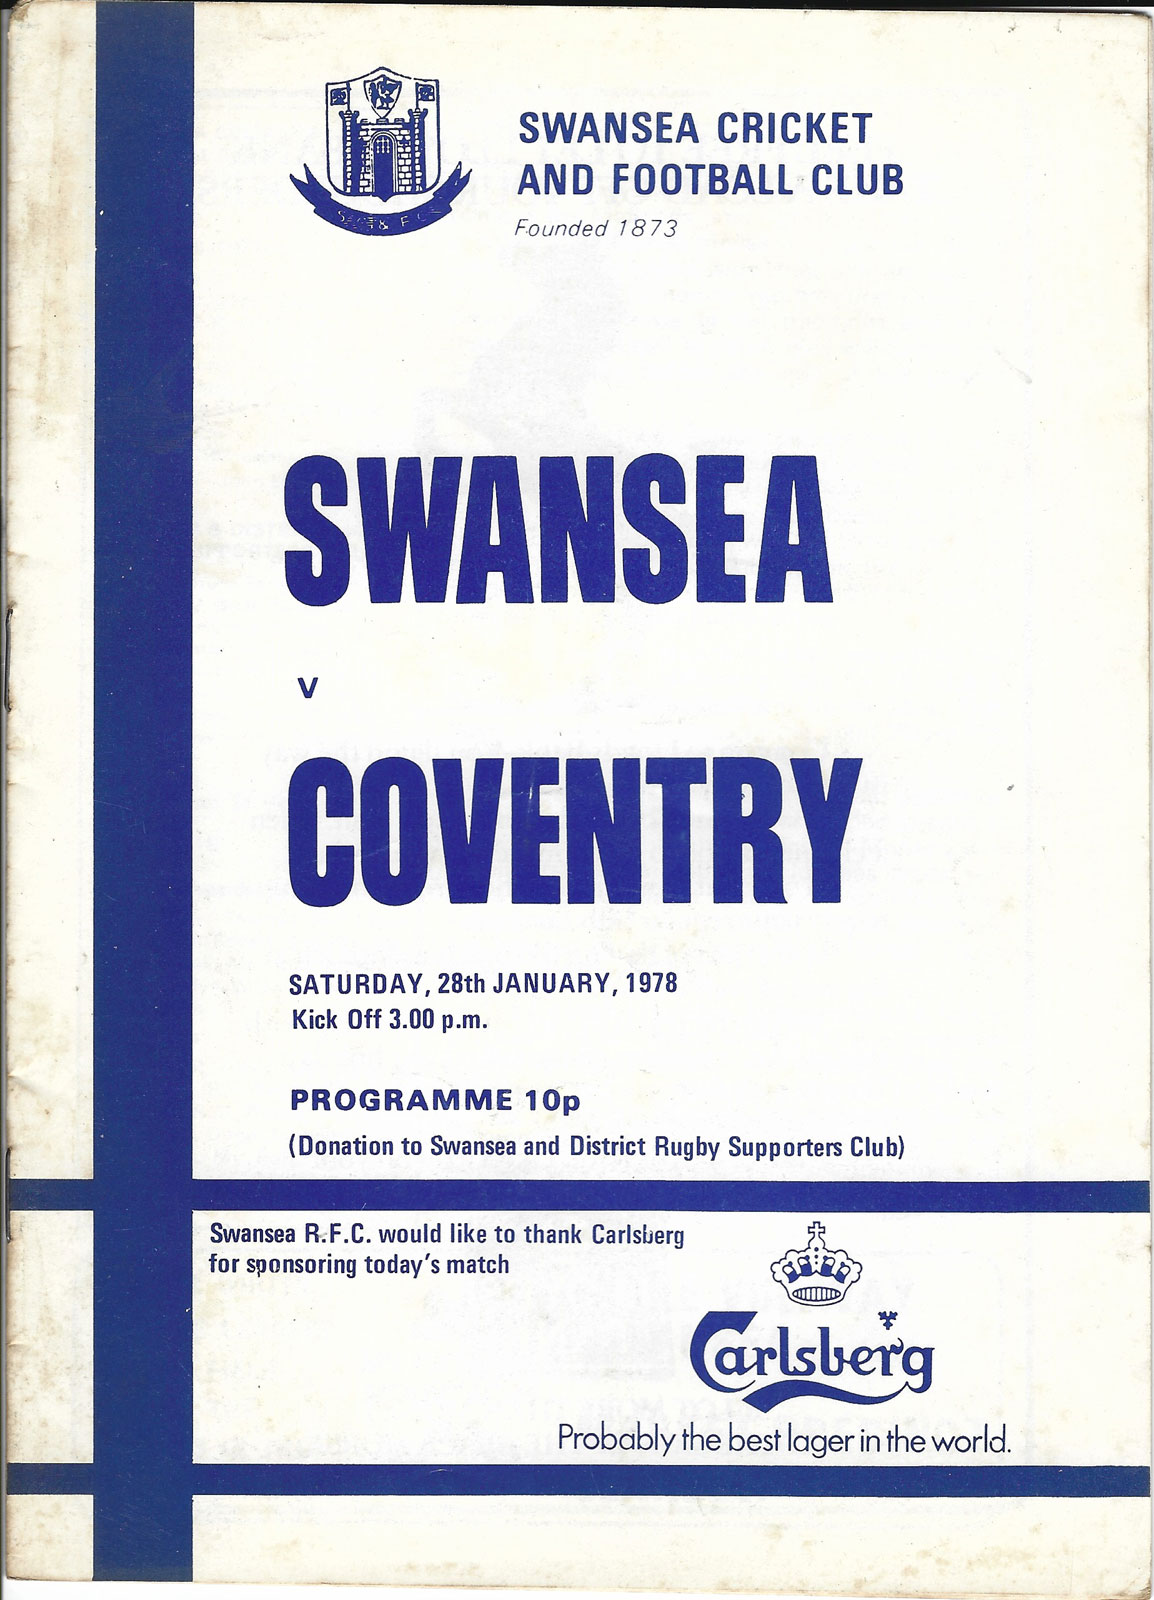 SWANSEA CRICKET
AND FOOTBALL CLUB
Founded 1873
SWANSEA
v
COVENTRY
SATURDAY, 28th JANUARY, 1978
Kick Off 3.00 p.m.
PROGRAMME 10p
(Donation to Swansea and District Rugby Supporters Club)
Swansea R.F.C. would like to thank Carlsberg
for sponsoring today's match
Carlsberg
Probably the best lager in the world.